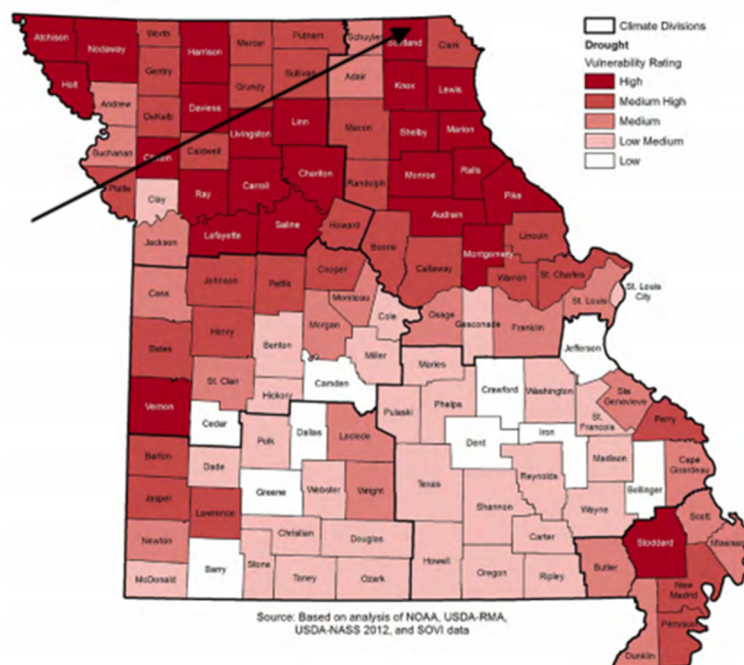 Climate Divisions
Drought
Vulnerability Rating
High
Medium High
Medium
Low Medium
Low
Atchison
Nodaway
Worth
Harrison
Mercer
Putnam
Schuyler
Clark
Holt
Gentry
Grundy
Sullivan
Adair
Knox
Lewis
Andrew
DeKalb
Daviess
Livingston
Linn
Macon
Shelby
Marion
Buchanan
Caldwell
Chariton
Randolph
Monroe
Ralls
Pike
Platte
Clay
Ray
Carroll
Audrain
Jackson
Lafayette
Saline
Howard
Boone
Callaway
Montgomery
Lincoln
Warren
St. Charles
St. Louis
St. Louis
City
Cass
Johnson
Pettis
Cooper
Moniteau
Cole
Osage
Gasconade
Franklin
Jefferson
Bates
Henry
Benton
Morgan
Miller
Maries
St. Clair
Hickory
Camden
Pulaski
Phelps
Crawford
Washington
St.
Francois
Ste
Genevieve
Perry
Vernon
Cedar
Polk
Dallas
Laclede
Dent
Iron
Madison
Cape
Girardeau
Barton
Dade
Greene
Webster
Wright
Texas
Shannon
Reynolds
Wayne
Bollinger
Jasper
Lawrence
Christian
Douglas
Howell
Carter
Butler
Stoddard
Scott
Newton
McDonald
Barry
Stone
Taney
Ozark
Oregon
Ripley
New
Madrid
Dunklin
Source: Based on analysis of NOAA, USDA-RMA,
USDA-NASS 2012, and SOVI data